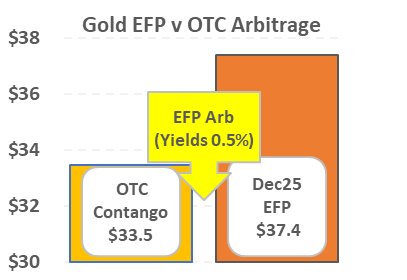 Gold EFP v OTC Arbitrage
$38
$36
$34
$32
$30
EFP Arb
(Yields 0.5%)
OTC
Contango
$33.5
Dec25
EFP
$37.4